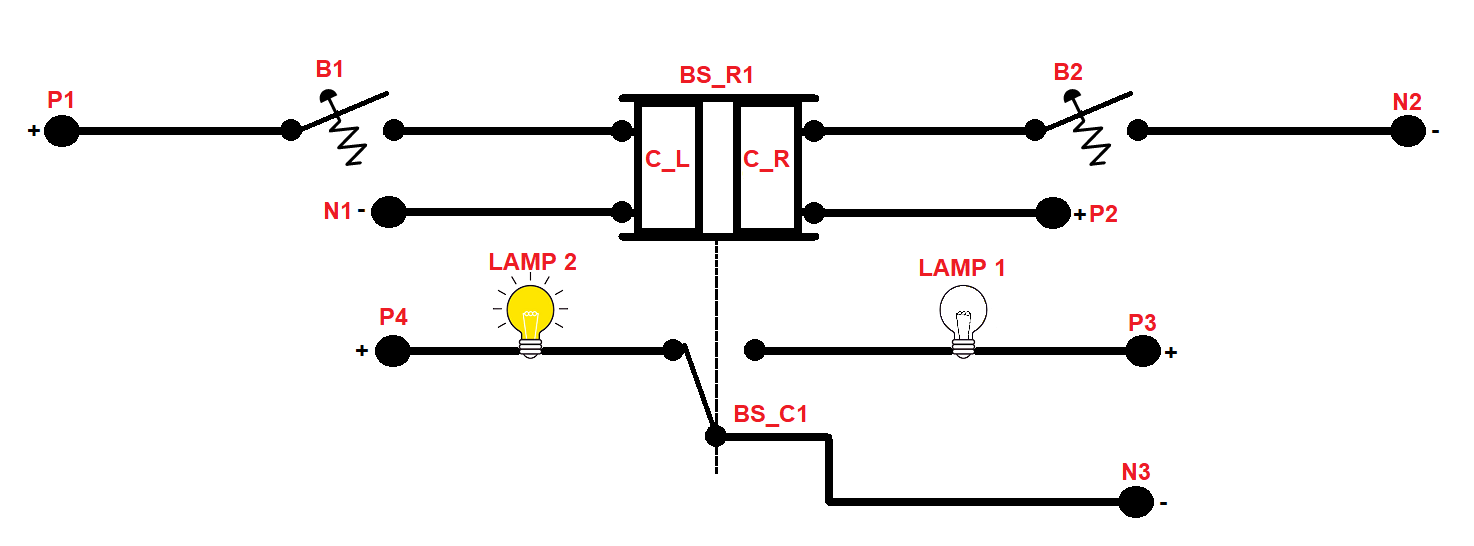 B1
BS_R1
B2
P1
N2
+
-
C_L
C_R
N1 -
+ P2
LAMP 2
LAMP 1
P4
P3
+
+
BS_C1
N3
-